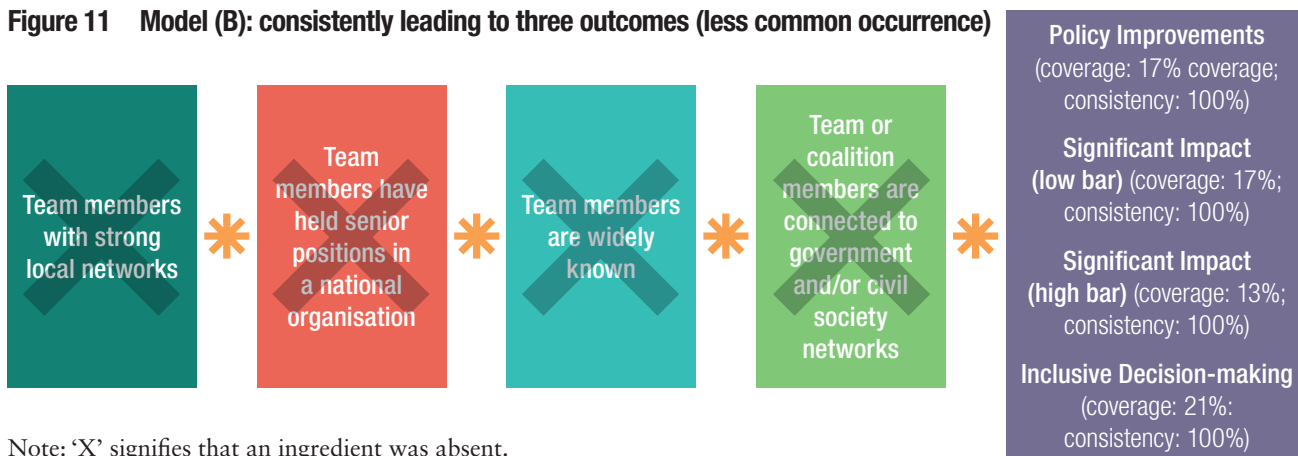 Figure 11 Model (B): consistently leading to three outcomes (less common occurrence)
Team members
with strong
local networks
Team
members have
held senior
positions in
a national
organisation
Team members
are widely
known
Team or
coalition
members are
connected to
government
and/or civil
society
networks
Policy Improvements
(coverage: 17% coverage;
consistency: 100%)
Significant Impact
(low bar) (coverage: 17%;
consistency: 100%)
Significant Impact
(high bar) (coverage: 13%;
consistency: 100%)
Inclusive Decision-making
(coverage: 21%:
consistency: 100%)
Note: ‘X’ signifies that an ingredient was absent.